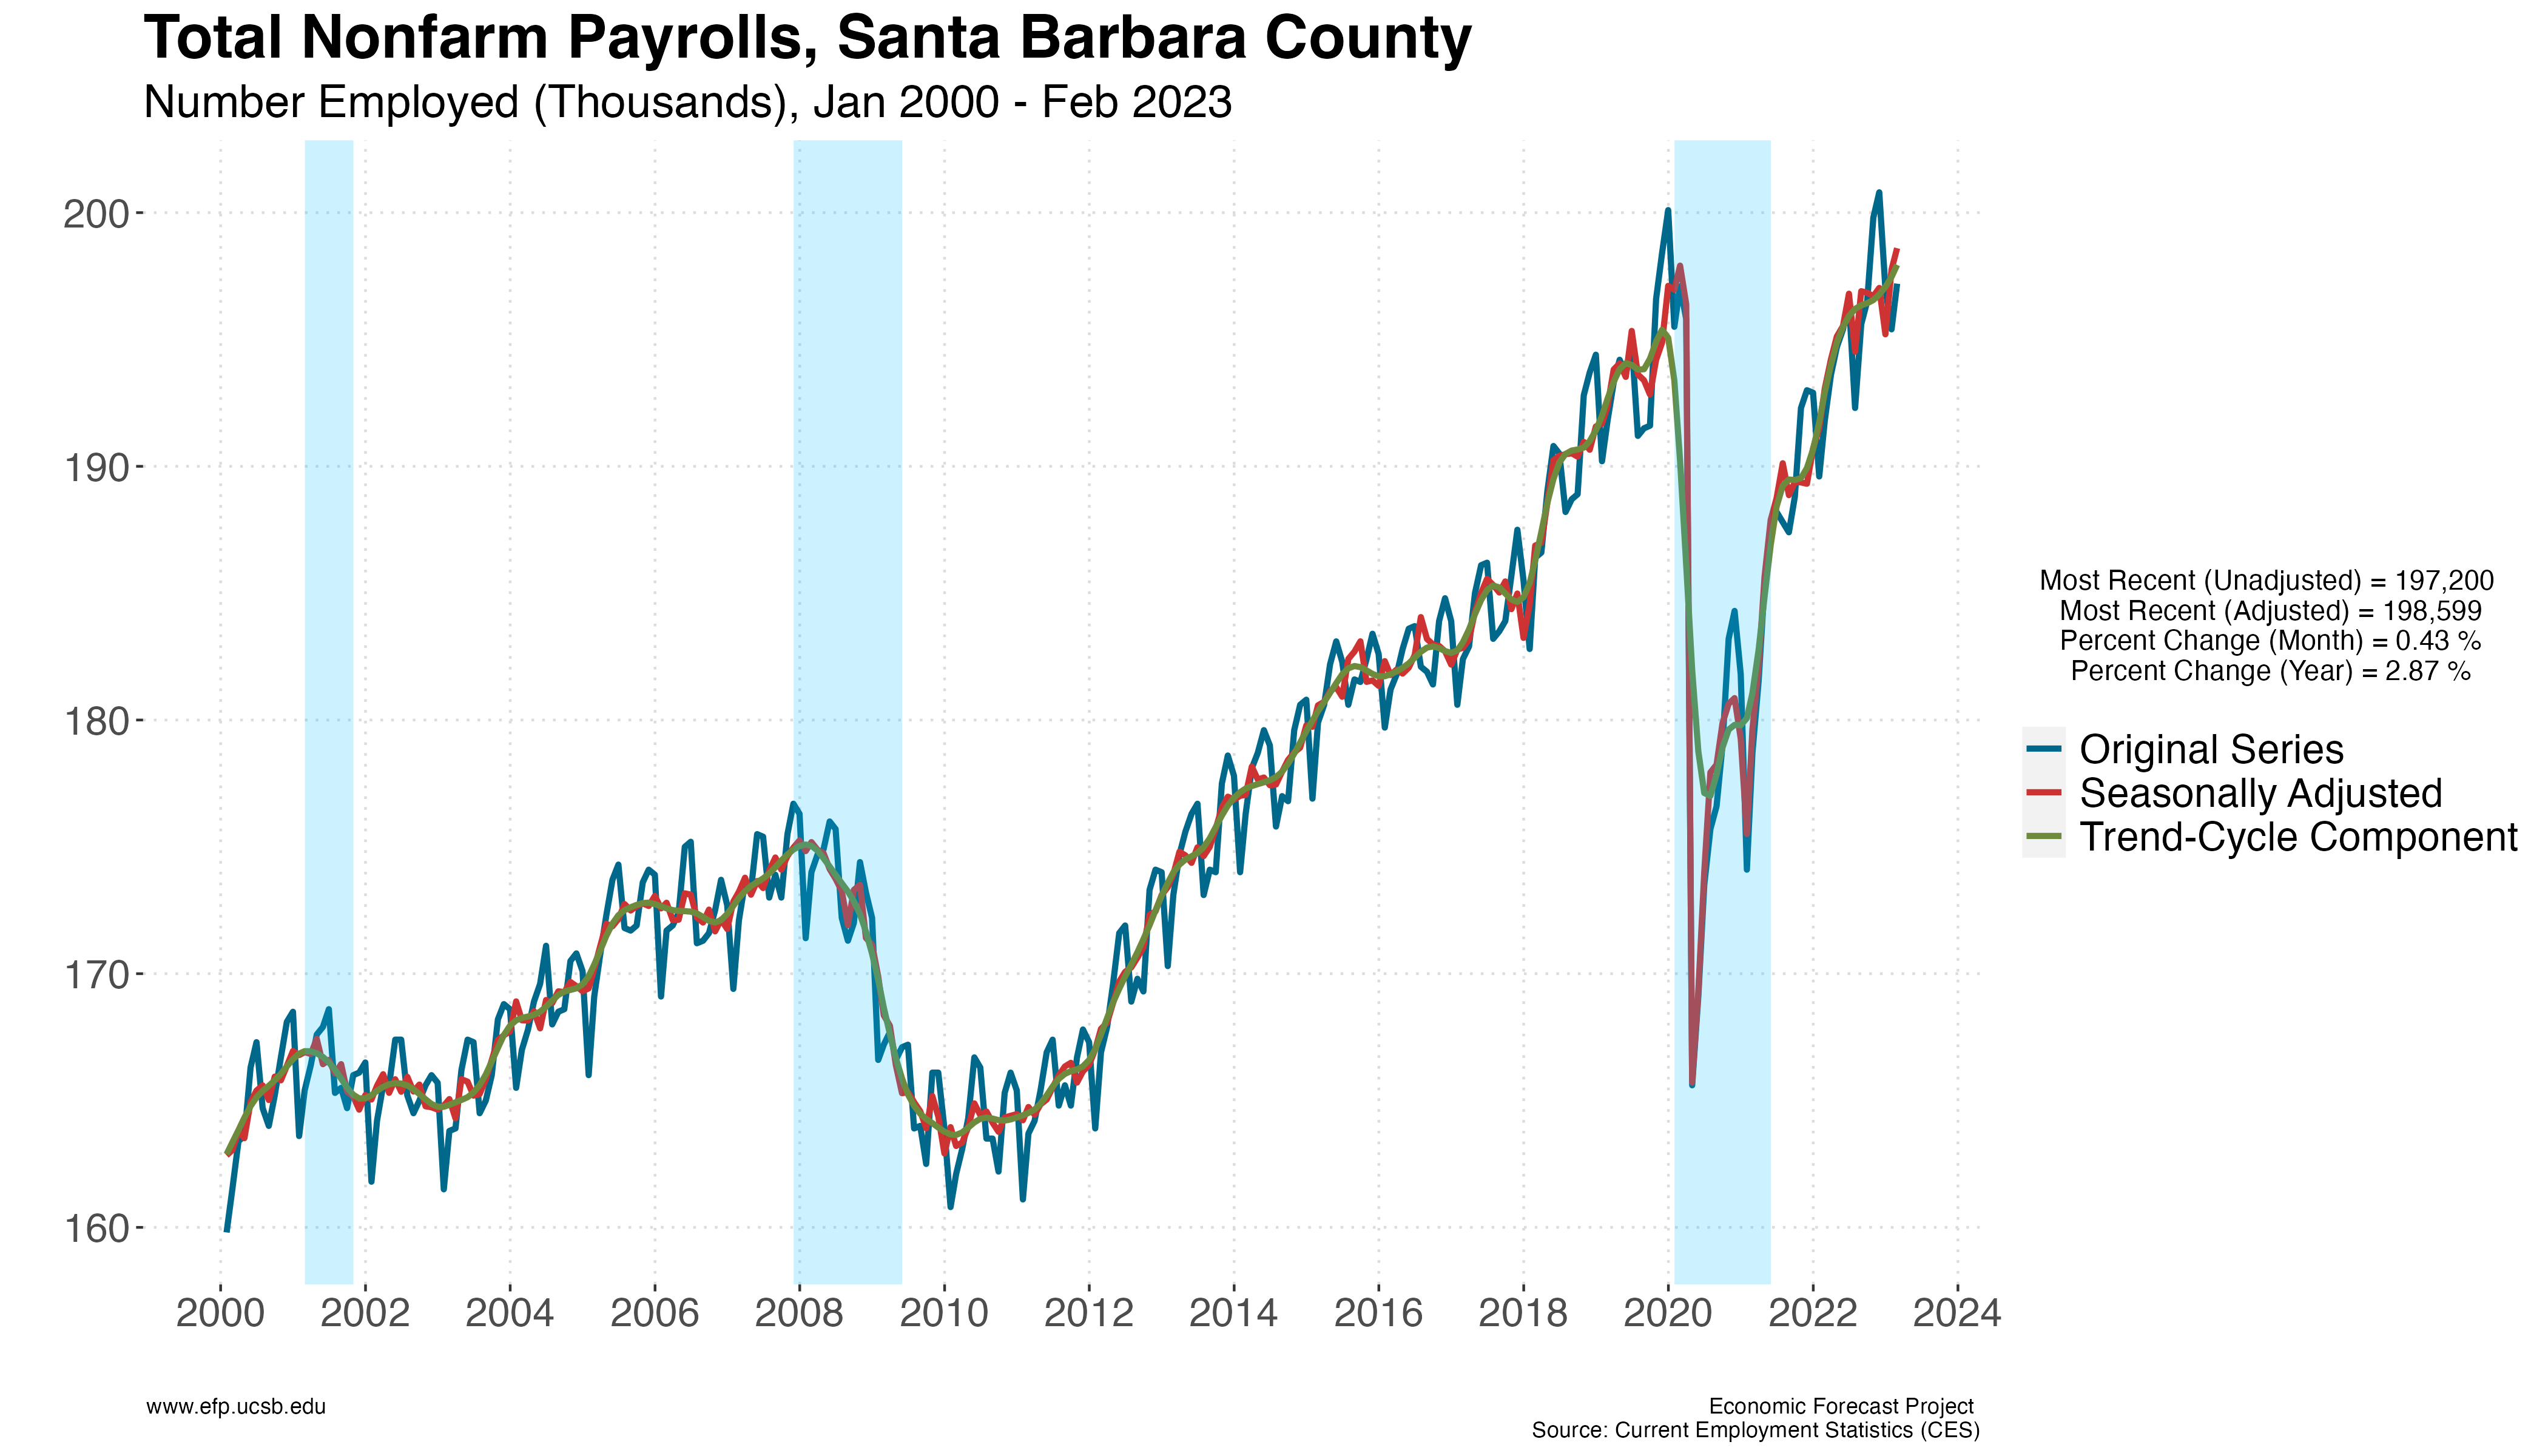 Total Nonfarm Payrolls, Santa Barbara County
Number Employed (Thousands), Jan 2000 - Feb 2023
200
190
180
170
160
2000 2002 2004 2006 2008 2010 2012 2014 2016 2018 2020 2022 2024
Most Recent (Unadjusted) = 197,200
Most Recent (Adjusted) = 198,599
Percent Change (Month) = 0.43 %
Percent Change (Year) = 2.87 %
Original Series
Seasonally Adjusted
Trend-Cycle Component
www.efp.ucsb.edu
Economic Forecast Project
Source: Current Employment Statistics (CES)